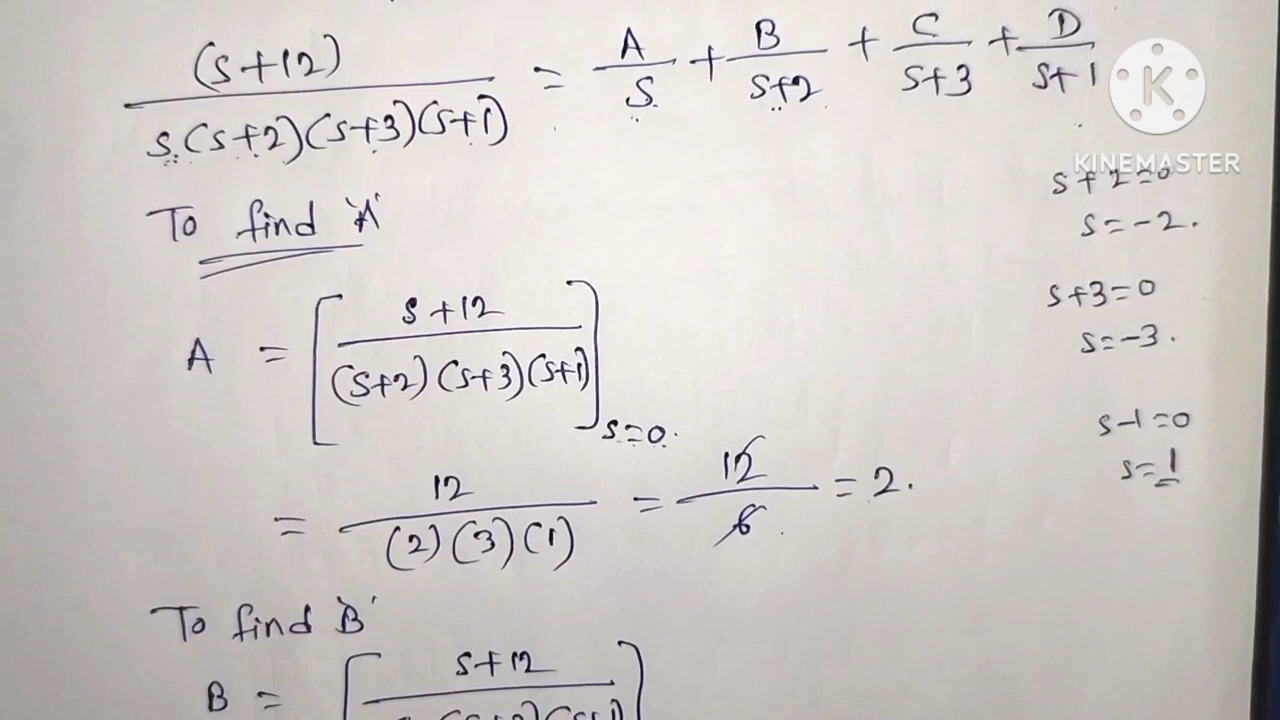 (s+12) / s(s+2)(s+3)(s+1) = A/s + B/s+2 + C/s+3 + D/s+1
K
KINEMASTER
s+2=0
s=-2.
To find 'A'
s+3=0
s=-3.
A = [ s+12 / (s+2)(s+3)(s+1) ] s=0.
s-1=0
s=1
= 12 / (2)(3)(1) = 12/6 = 2.
To find 'B'
B = [ s+12